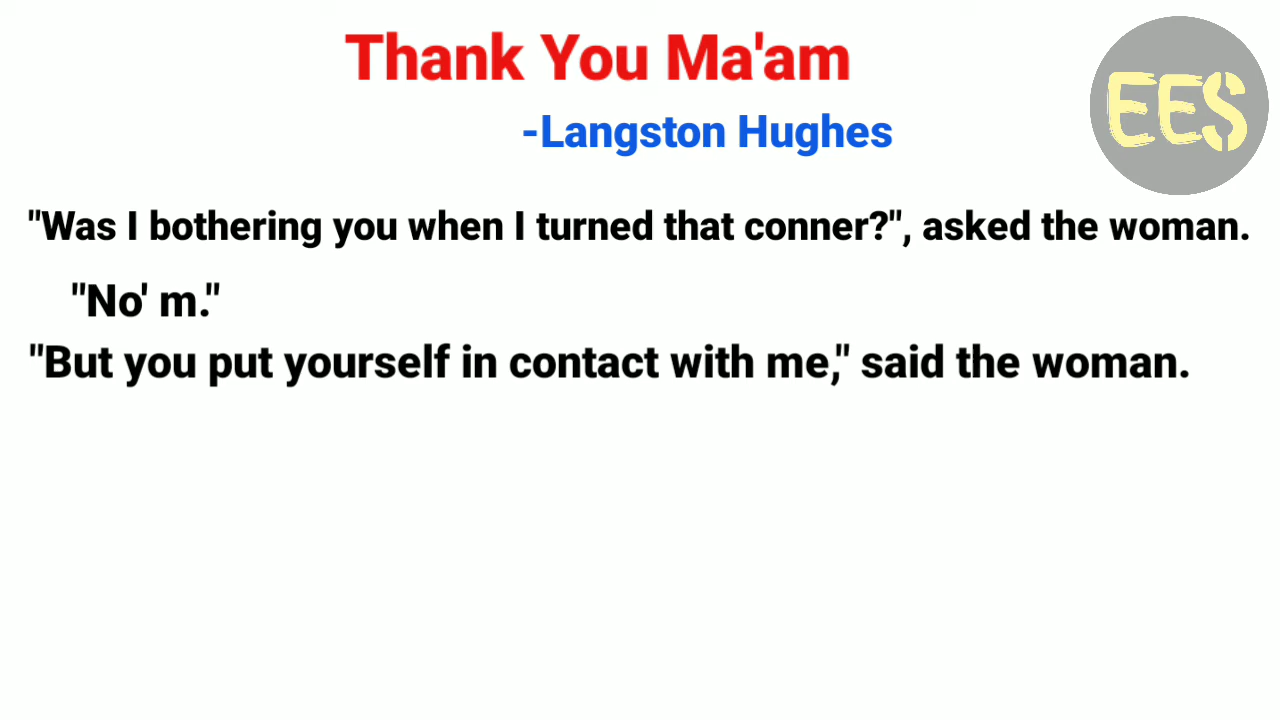 Thank You Ma'am
-Langston Hughes
EES
"Was I bothering you when I turned that conner?", asked the woman.
"No' m."
"But you put yourself in contact with me," said the woman.